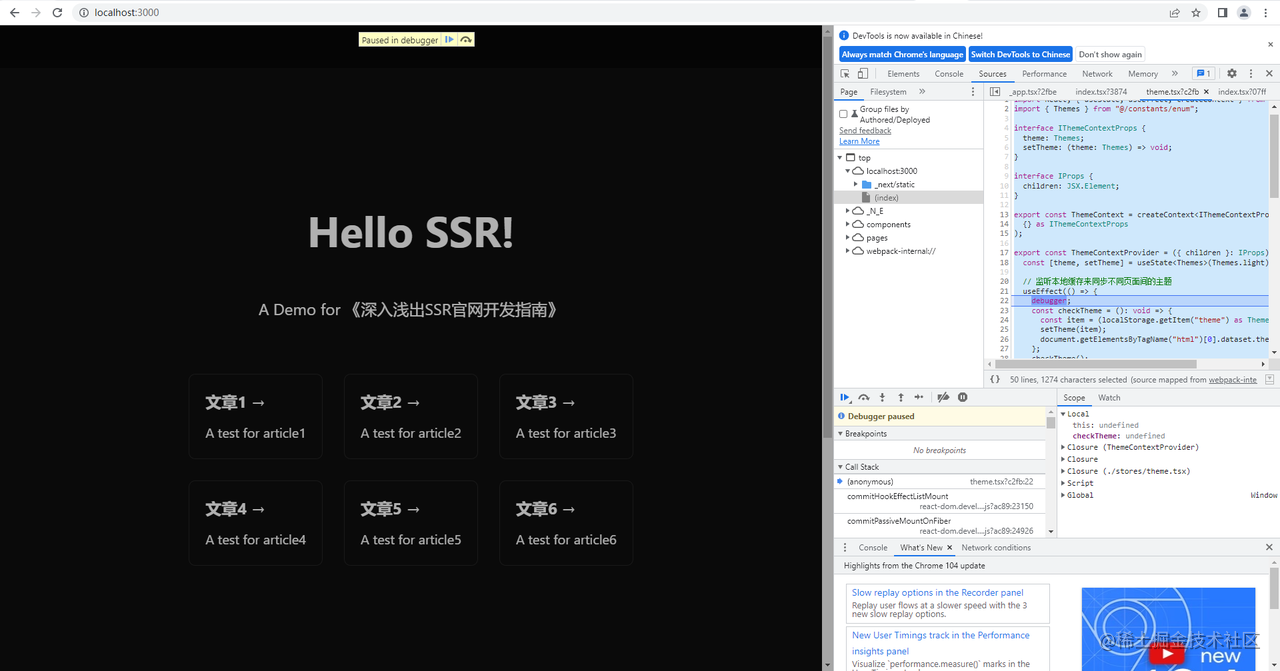 localhost:3000
Paused in debugger
Hello SSR!
A Demo for 《深入浅出SSR官网开发指南》
文章1 →
A test for article1
文章2 →
A test for article2
文章3 →
A test for article3
文章4 →
A test for article4
文章5 →
A test for article5
文章6 →
A test for article6
DevTools is now available in Chinese!
Always match Chrome's language
Switch DevTools to Chinese
Don't show again
Elements
Console
Sources
Performance
Network
Memory
1
Page
Filesystem
_app.tsx?2fbe
index.tsx?3874
theme.tsx?c2fb
index.tsx?07ff
Group files by
Authored/Deployed
Send feedback
Learn More
top
localhost:3000
_next/static
(index)
_N_E
components
pages
webpack-internal://
2 import { Themes } from "@/constants/enum";
3
4 interface IThemeContextProps {
5 theme: Themes;
6 setTheme: (theme: Themes) => void;
7 }
8
9 interface IProps {
10 children: JSX.Element;
11 }
12
13 export const ThemeContext = createContext<IThemeContextPro
14 {} as IThemeContextProps
15 );
16
17 export const ThemeContextProvider = ({ children }: IProps)
18 const [theme, setTheme] = useState<Themes>(Themes.light)
19
20 // 监听本地缓存来同步不同页面间的主题
21 useEffect(() => {
22 debugger;
23 const checkTheme = (): void => {
24 const item = (localStorage.getItem("theme") as Theme
25 setTheme(item);
26 document.getElementsByTagName("html")[0].dataset.the
27 };
28 checkTheme();
{} 50 lines, 1274 characters selected (source mapped from webpack-inte
Debugger paused
Breakpoints
No breakpoints
Call Stack
(anonymous) theme.tsx?c2fb:22
commitHookEffectListMount
react-dom.devel…js?ac89:23150
commitPassiveMountOnFiber
react-dom.devel…js?ac89:24926
Scope
Watch
Local
this: undefined
checkTheme: undefined
Closure (ThemeContextProvider)
Closure
Closure (./stores/theme.tsx)
Script
Global Window
Console
What's New
Network conditions
Highlights from the Chrome 104 update
Slow replay options in the Recorder panel
Replay user flows at a slower speed with the 3
new slow replay options.
New User Timings track in the Performance
insights panel
Visualize `performance.measure()` marks in the
new
@稀土掘金技术社区